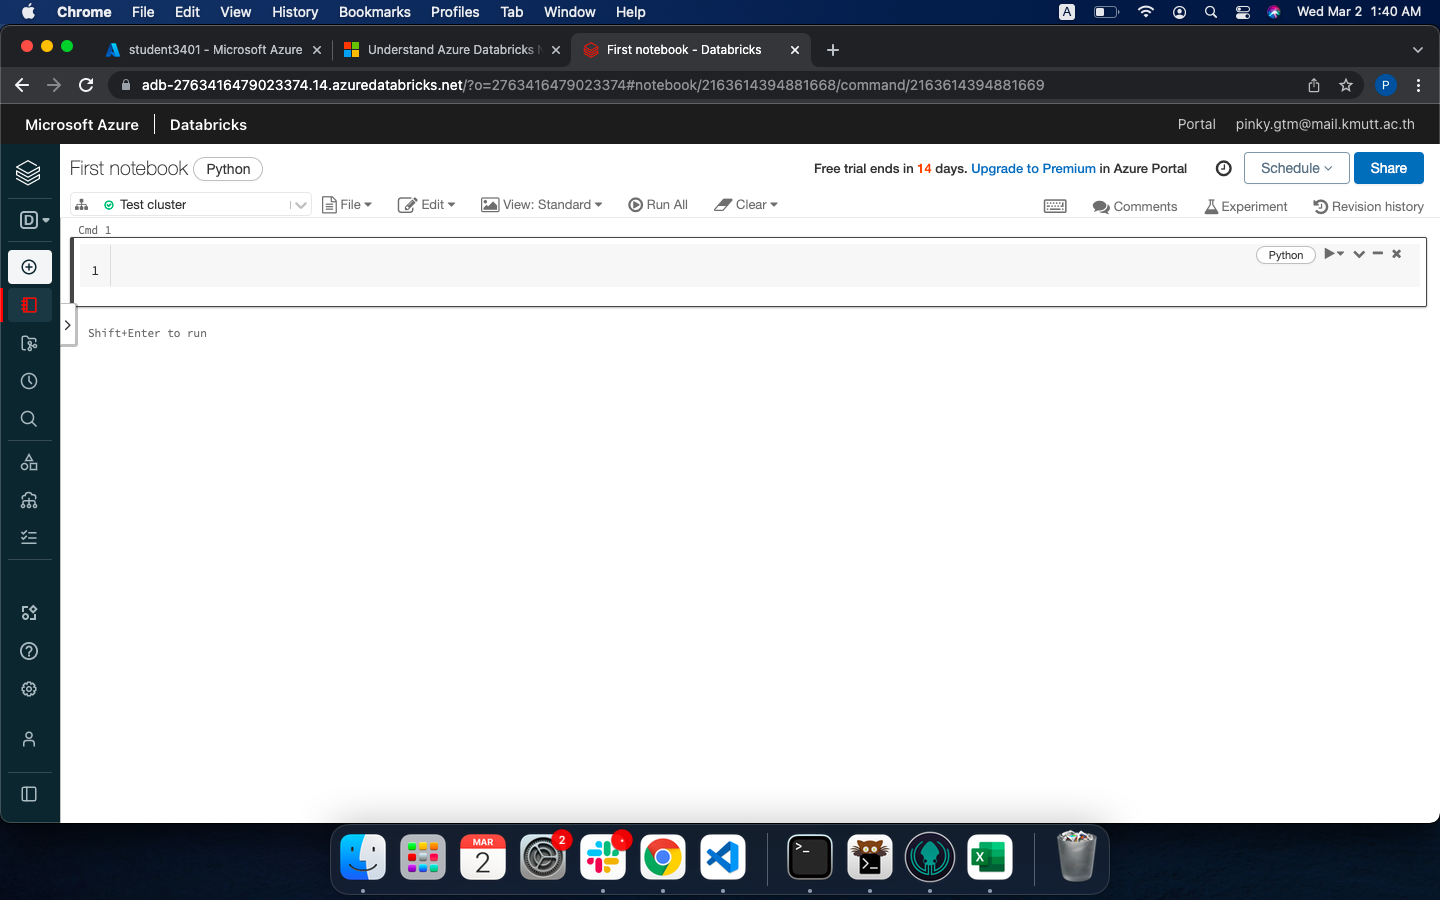 Chrome File Edit View History Bookmarks Profiles Tab Window Help A Wed Mar 2 1:40 AM
student3401 - Microsoft Azure Understand Azure Databricks First notebook - Databricks
adb-2763416479023374.14.azuredatabricks.net/?o=2763416479023374#notebook/2163614394881668/command/2163614394881669 P
Microsoft Azure Databricks Portal pinky.gtm@mail.kmutt.ac.th
First notebook Python Free trial ends in 14 days. Upgrade to Premium in Azure Portal Schedule Share
D Test cluster File Edit View: Standard Run All Clear Comments Experiment Revision history
Cmd 1
Python
1
Shift+Enter to run
MAR
2
2
>_
>_
X